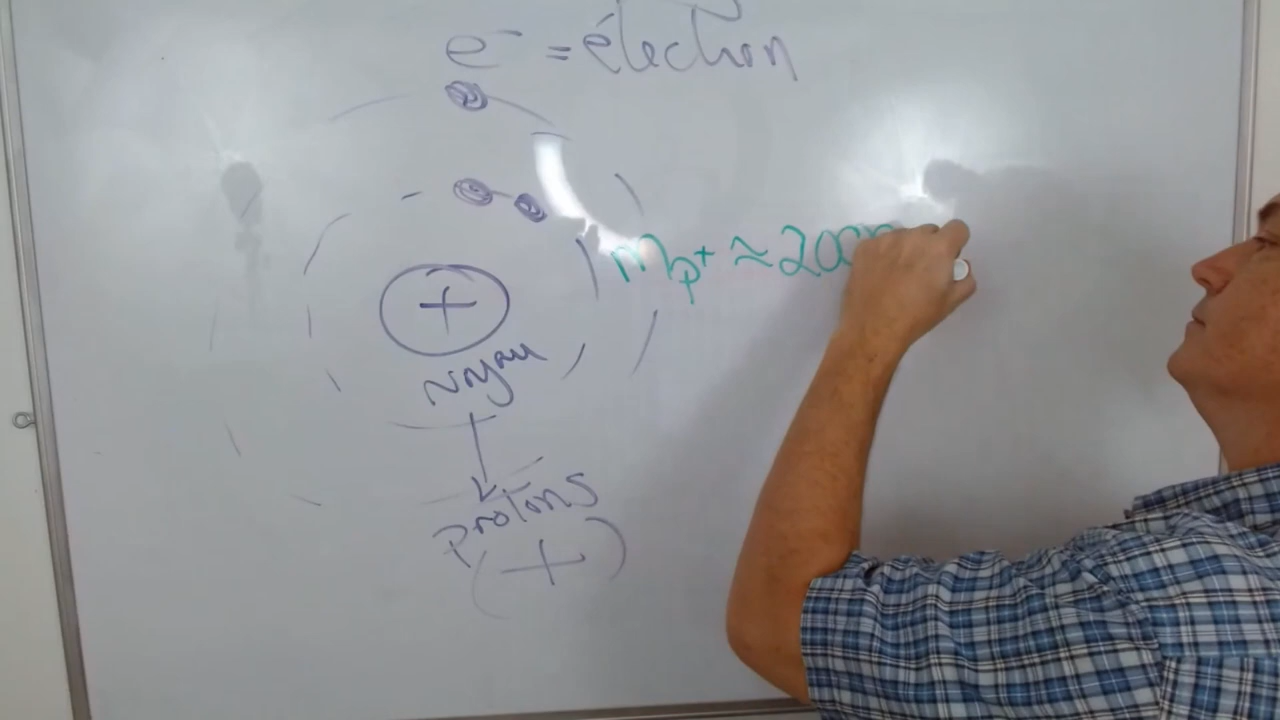 e⁻ = électron
+
mp⁺ ≈ 200
Noyau
protons
(+)